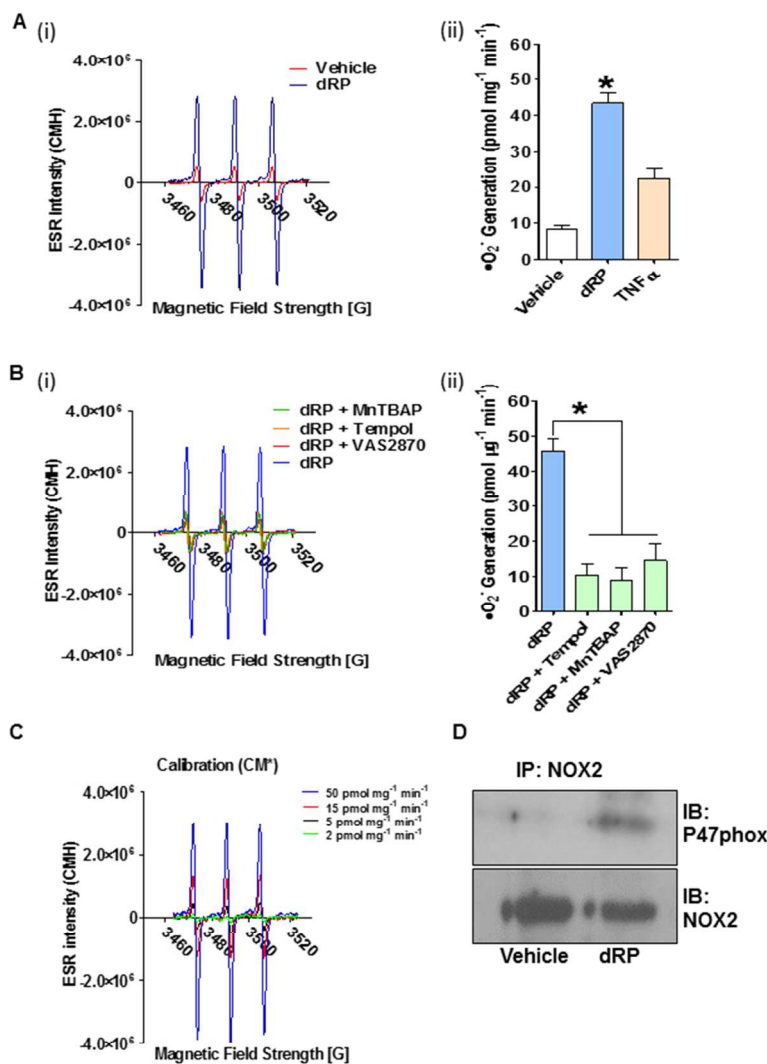 A
(i)
4.0×10⁶
2.0×10⁶
0
-2.0×10⁶
-4.0×10⁶
ESR Intensity (CMH)
3460
3480
3500
3520
Magnetic Field Strength [G]
Vehicle
dRP
(ii)
60
50
40
30
20
10
0
•O₂⁻ Generation (pmol mg⁻¹ min⁻¹)
*
Vehicle
dRP
TNFα
B
(i)
4.0×10⁶
2.0×10⁶
0
-2.0×10⁶
-4.0×10⁶
ESR Intensity (CMH)
3460
3480
3500
3520
Magnetic Field Strength [G]
dRP + MnTBAP
dRP + Tempol
dRP + VAS2870
dRP
(ii)
60
50
40
30
20
10
0
•O₂⁻ Generation (pmol µg⁻¹ min⁻¹)
*
dRP
dRP + Tempol
dRP + MnTBAP
dRP + VAS2870
C
Calibration (CM*)
4.0×10⁶
2.0×10⁶
0
-2.0×10⁶
-4.0×10⁶
ESR intensity (CMH)
3460
3480
3500
3520
Magnetic Field Strength [G]
50 pmol mg⁻¹ min⁻¹
15 pmol mg⁻¹ min⁻¹
5 pmol mg⁻¹ min⁻¹
2 pmol mg⁻¹ min⁻¹
D
IP: NOX2
IB:
P47phox
IB:
NOX2
Vehicle
dRP